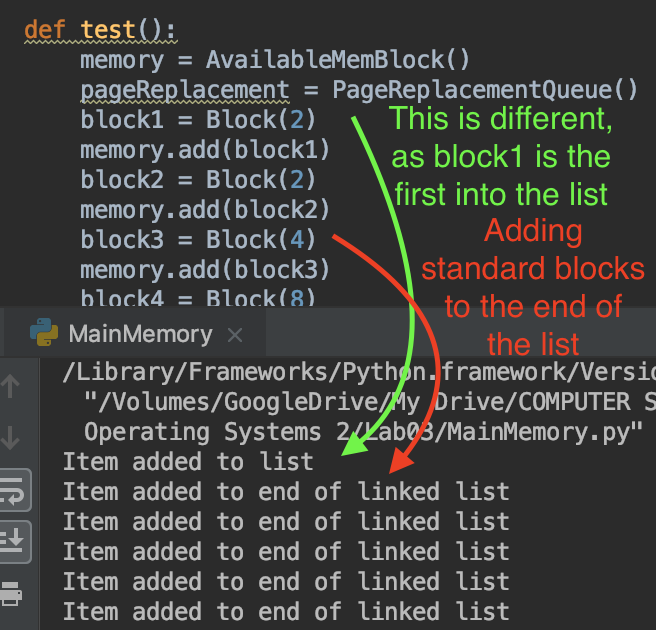 def test():
memory = AvailableMemBlock()
pageReplacement = PageReplacementQueue()
block1 = Block(2)
This is different,
memory.add(block1)
as block1 is the
block2 = Block(2)
first into the list
memory.add(block2)
Adding
block3 = Block(4)
standard blocks
memory.add(block3)
to the end of
block4 = Block(8)
the list
MainMemory ×
/Library/Frameworks/Python.framework/Versio
"/Volumes/GoogleDrive/My Drive/COMPUTER S
Operating Systems 2/Lab03/MainMemory.py"
Item added to list
Item added to end of linked list
Item added to end of linked list
Item added to end of linked list
Item added to end of linked list
Item added to end of linked list